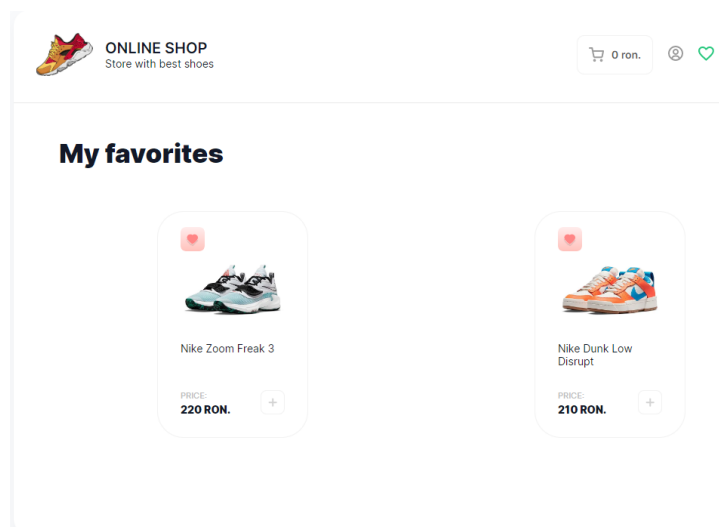 ONLINE SHOP
Store with best shoes
0 ron.
My favorites
Nike Zoom Freak 3
PRICE:
220 RON.
Nike Dunk Low
Disrupt
PRICE:
210 RON.